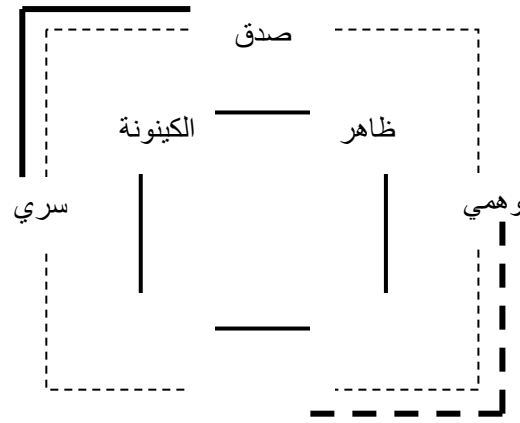 صدق
ظاهر
الكينونة
وهمي
سري